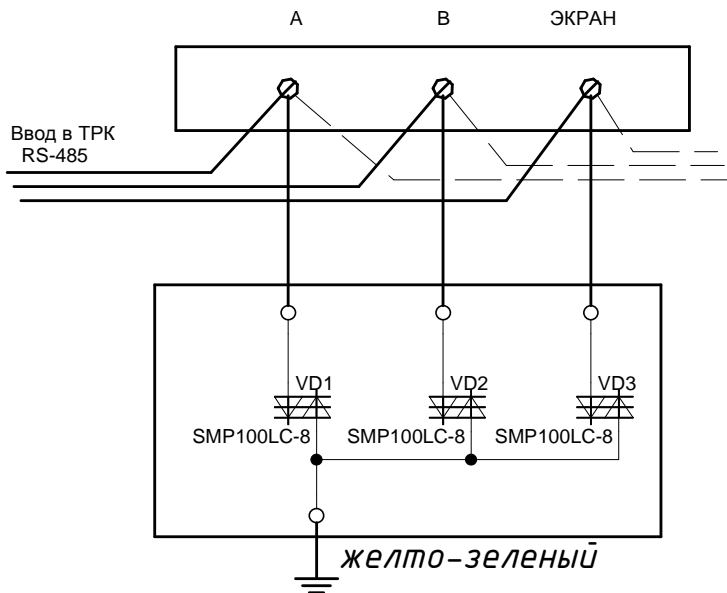 А В ЭКРАН
Ввод в ТРК
RS-485
VD1 VD2 VD3
SMP100LC-8 SMP100LC-8 SMP100LC-8
желто-зеленый